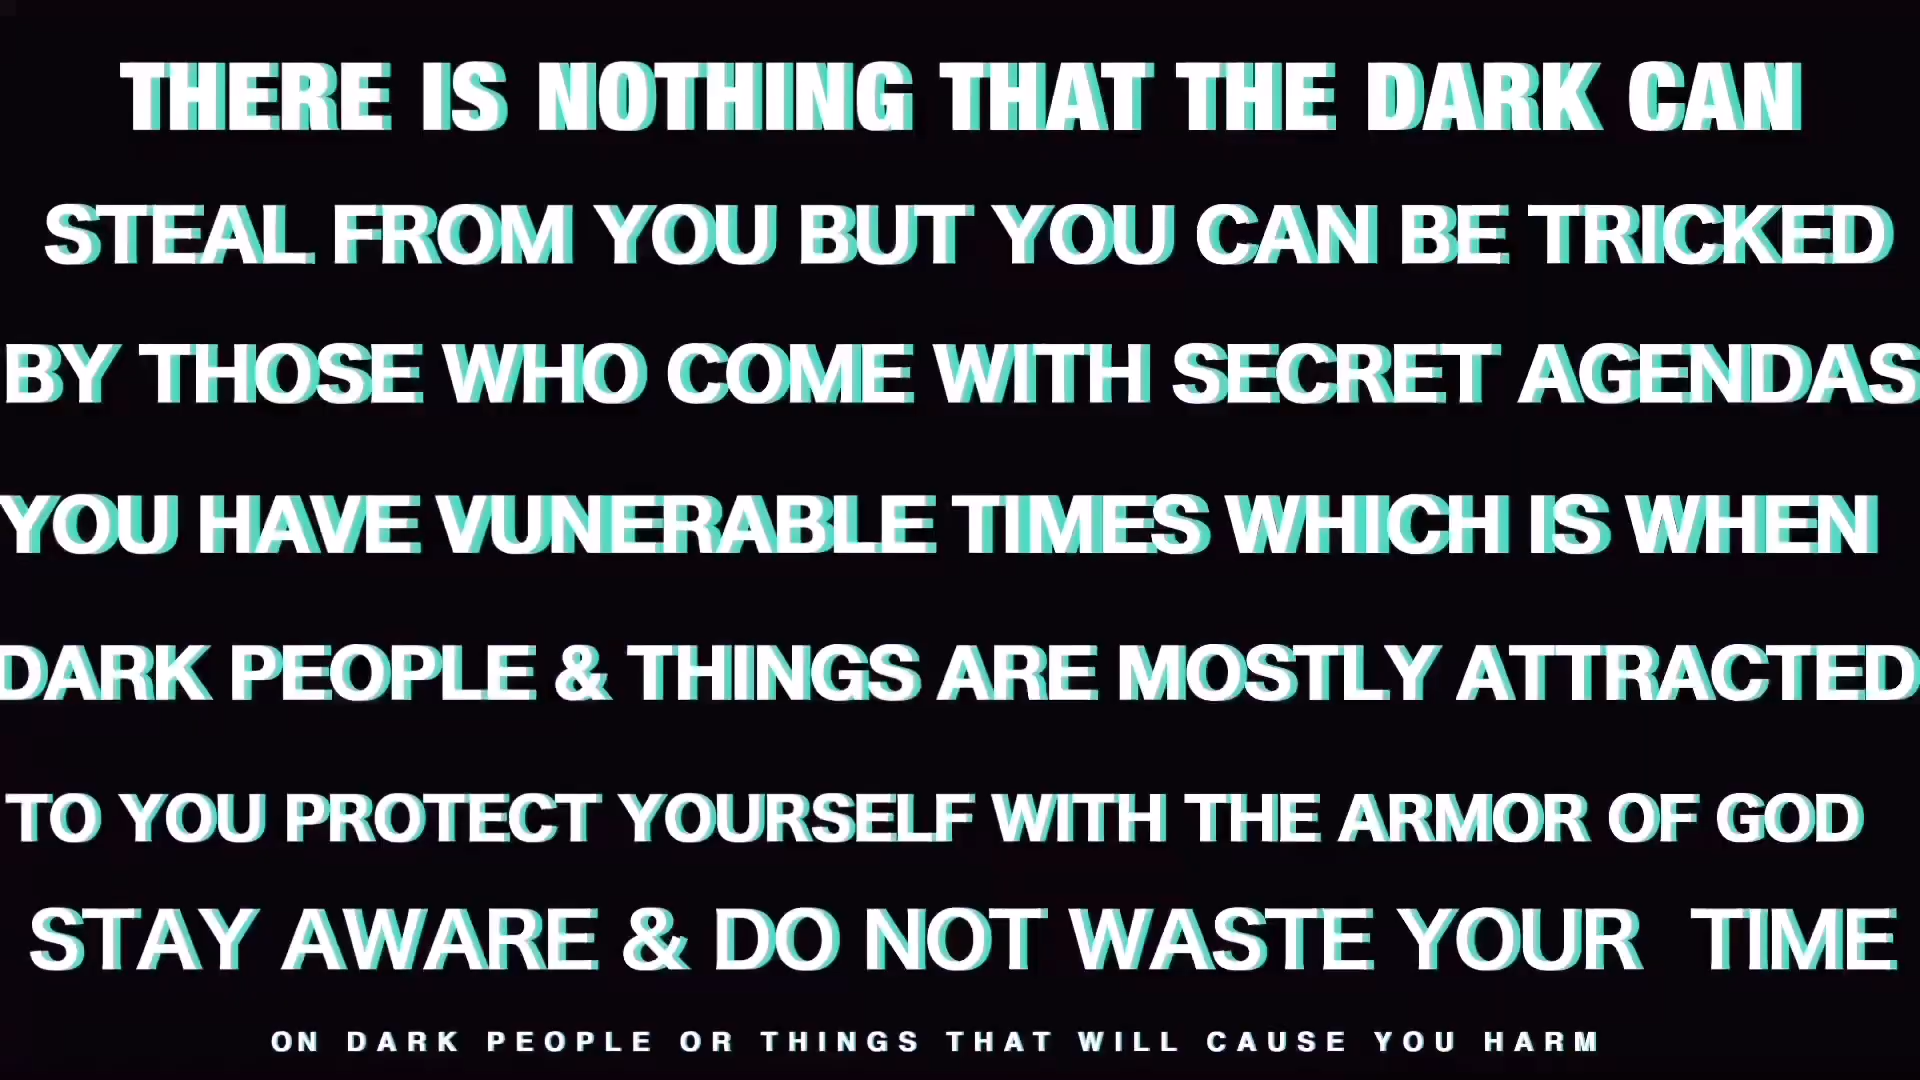 THERE IS NOTHING THAT THE DARK CAN
STEAL FROM YOU BUT YOU CAN BE TRICKED
BY THOSE WHO COME WITH SECRET AGENDAS
YOU HAVE VUNERABLE TIMES WHICH IS WHEN
DARK PEOPLE & THINGS ARE MOSTLY ATTRACTED
TO YOU PROTECT YOURSELF WITH THE ARMOR OF GOD
STAY AWARE & DO NOT WASTE YOUR TIME
ON DARK PEOPLE OR THINGS THAT WILL CAUSE YOU HARM